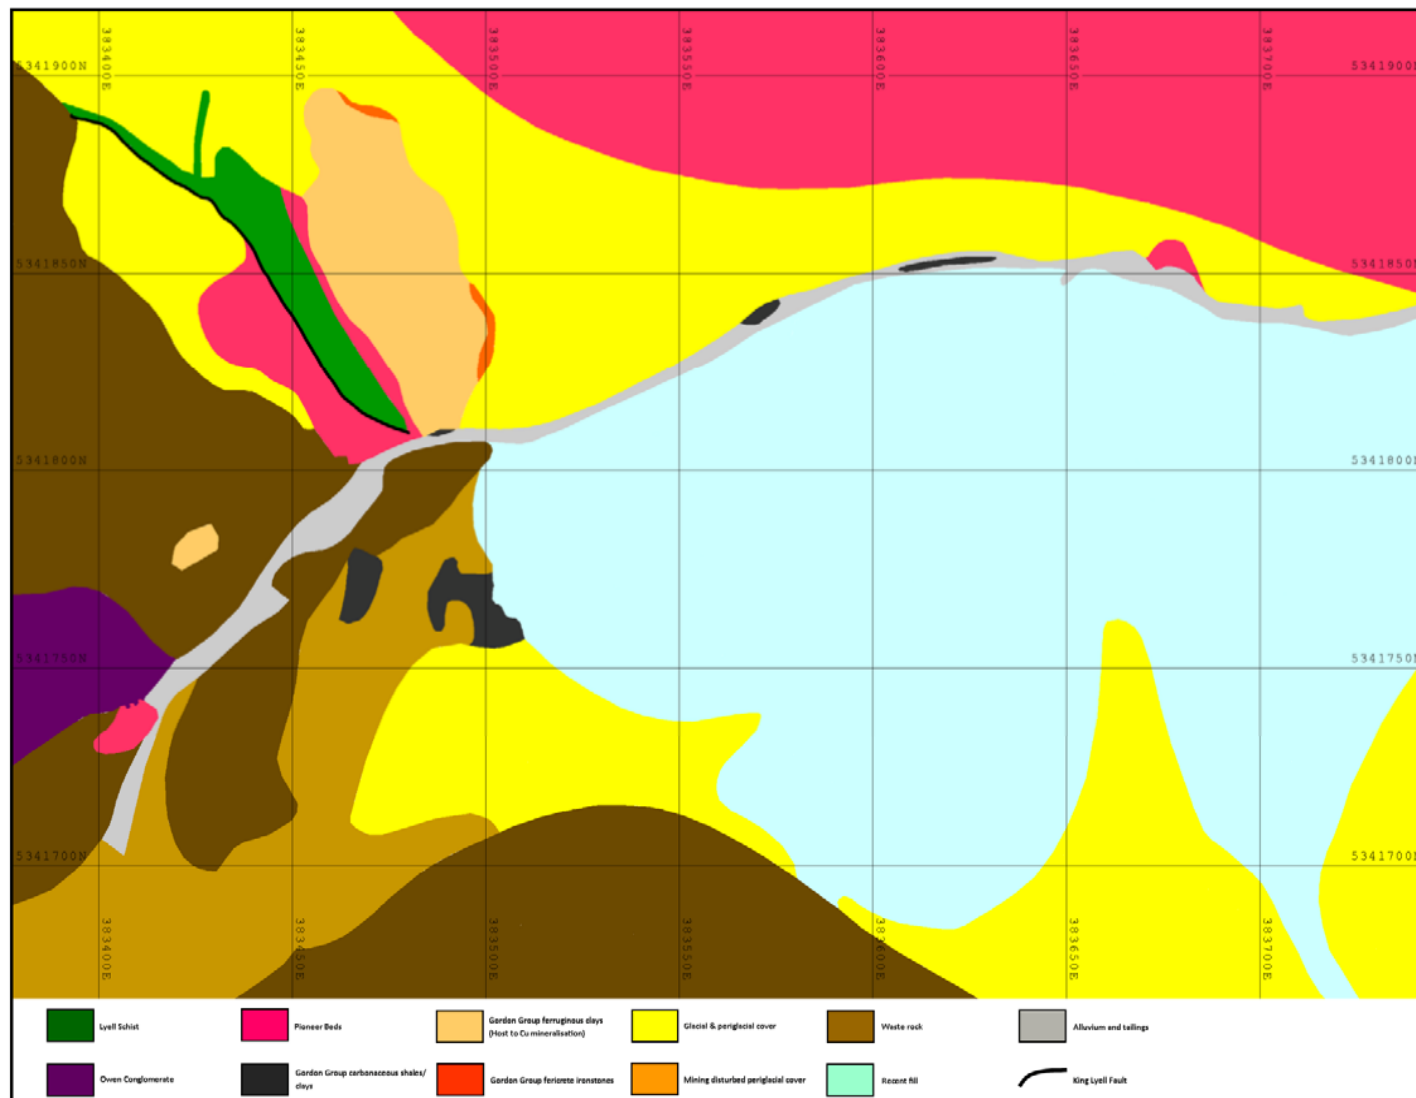 383400E
383450E
383500E
383550E
383600E
383650E
383700E
5341900N
5341900N
5341850N
5341850N
5341800N
5341800N
5341750N
5341750N
5341700N
5341700N
383400E
383450E
383500E
383550E
383600E
383650E
383700E
Lyell Schist
Pioneer Beds
Gordon Group ferruginous clays
(Host to Cu mineralisation)
Glacial & periglacial cover
Waste rock
Alluvium and tailings
Owen Conglomerate
Gordon Group carbonaceous shales/
clays
Gordon Group fericrete ironstones
Mining disturbed periglacial cover
Recent fill
King Lyell Fault